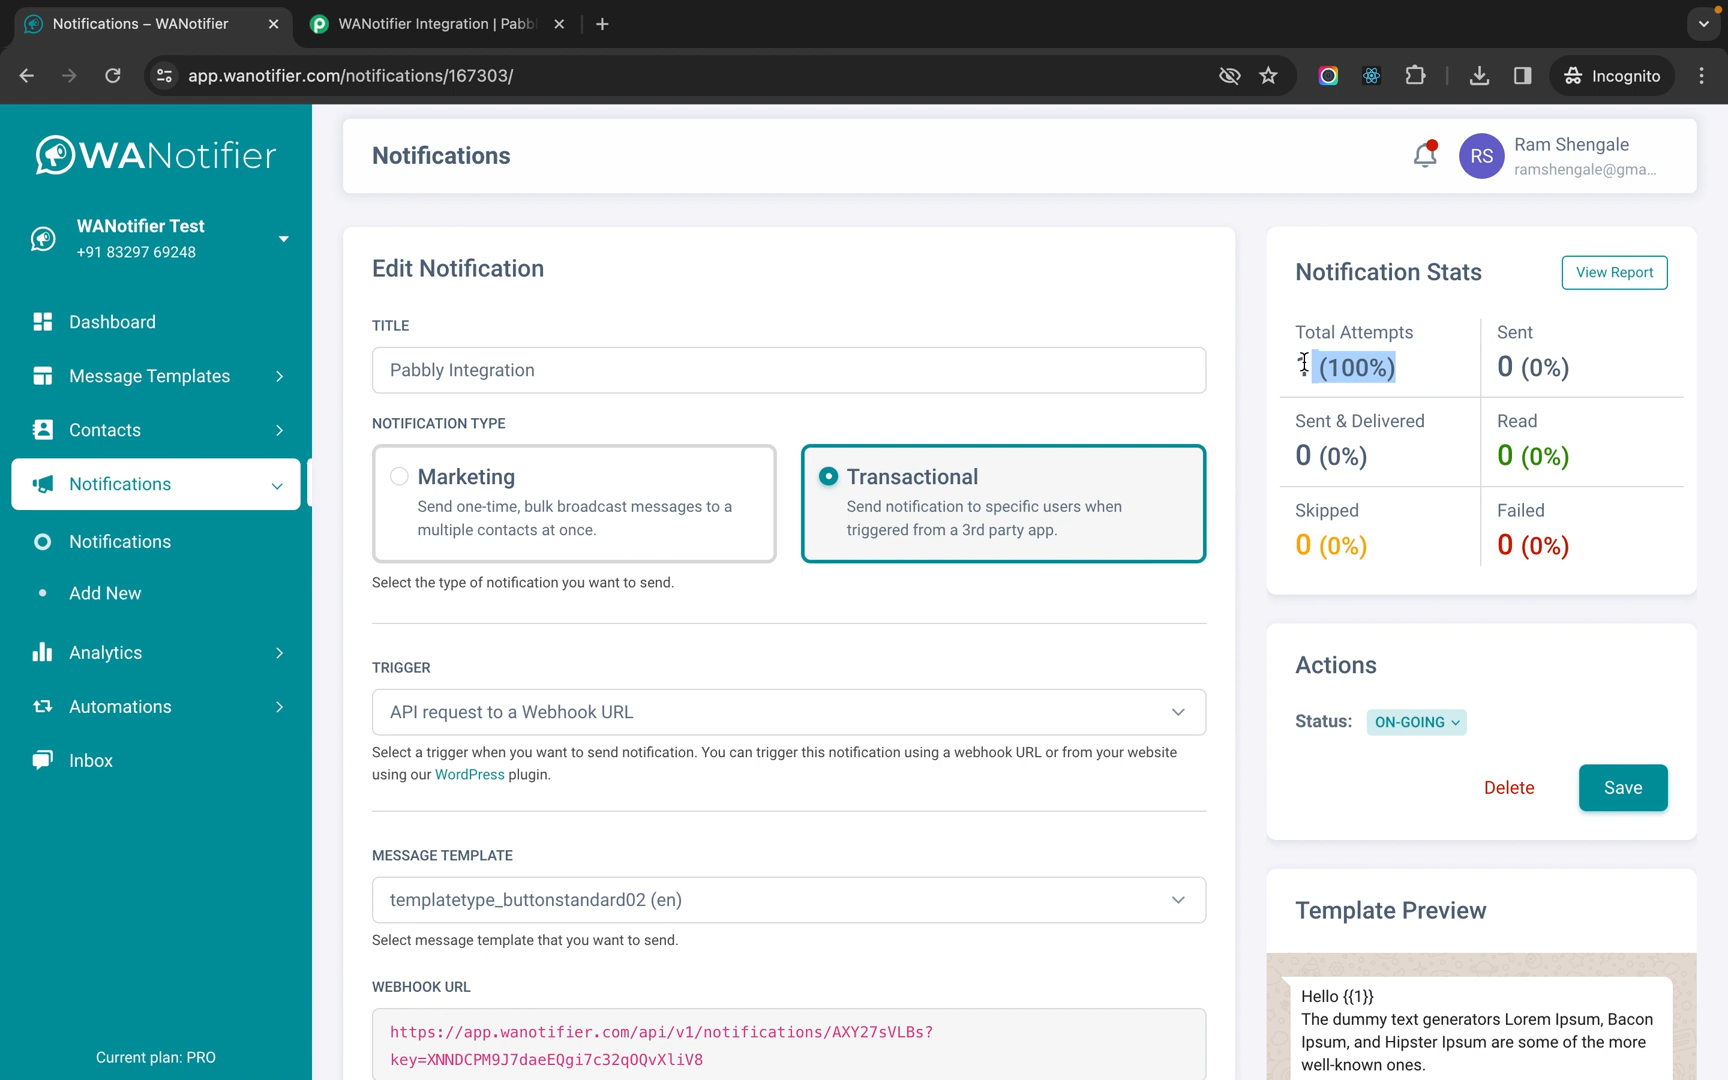 Notifications – WANotifier
WANotifier Integration | Pabb
app.wanotifier.com/notifications/167303/
Incognito
WANotifier
WANotifier Test
+91 83297 69248
Dashboard
Message Templates
Contacts
Notifications
Notifications
Add New
Analytics
Automations
Inbox
Current plan: PRO
Notifications
RS
Ram Shengale
ramshengale@gma...
Edit Notification
TITLE
Pabbly Integration
NOTIFICATION TYPE
Marketing
Send one-time, bulk broadcast messages to a
multiple contacts at once.
Transactional
Send notification to specific users when
triggered from a 3rd party app.
Select the type of notification you want to send.
TRIGGER
API request to a Webhook URL
Select a trigger when you want to send notification. You can trigger this notification using a webhook URL or from your website
using our WordPress plugin.
MESSAGE TEMPLATE
templatetype_buttonstandard02 (en)
Select message template that you want to send.
WEBHOOK URL
https://app.wanotifier.com/api/v1/notifications/AXY27sVLBs?
key=XNNDCPM9J7daeEQgi7c32qOQvXliV8
Notification Stats
View Report
Total Attempts
(100%)
Sent
0 (0%)
Sent & Delivered
0 (0%)
Read
0 (0%)
Skipped
0 (0%)
Failed
0 (0%)
Actions
Status: ON-GOING
Delete
Save
Template Preview
Hello {{1}}
The dummy text generators Lorem Ipsum, Bacon
Ipsum, and Hipster Ipsum are some of the more
well-known ones.